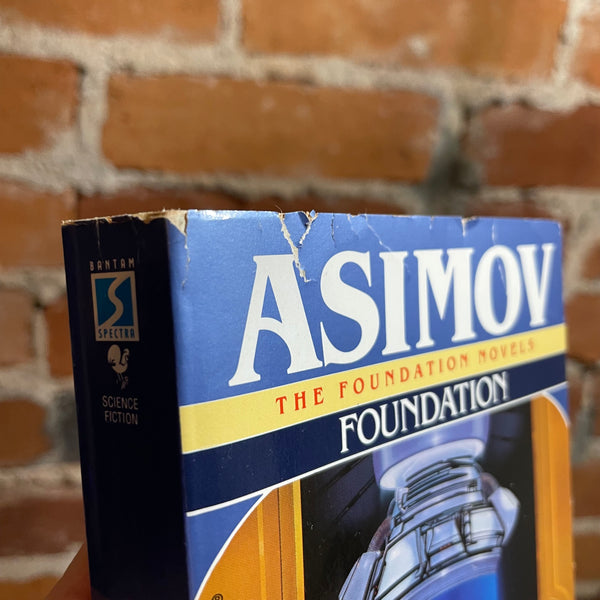 BANTAM
S
SPECTRA
SCIENCE
FICTION
ASIMOV
THE FOUNDATION NOVELS
FOUNDATION
®